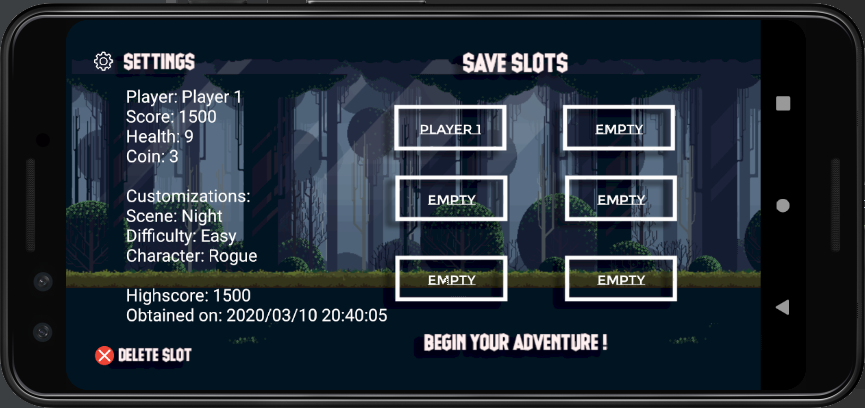 SETTINGS
Player: Player 1
Score: 1500
Health: 9
Coin: 3
Customizations:
Scene: Night
Difficulty: Easy
Character: Rogue
Highscore: 1500
Obtained on: 2020/03/10 20:40:05
DELETE SLOT
SAVE SLOTS
PLAYER 1
EMPTY
EMPTY
EMPTY
EMPTY
EMPTY
BEGIN YOUR ADVENTURE !